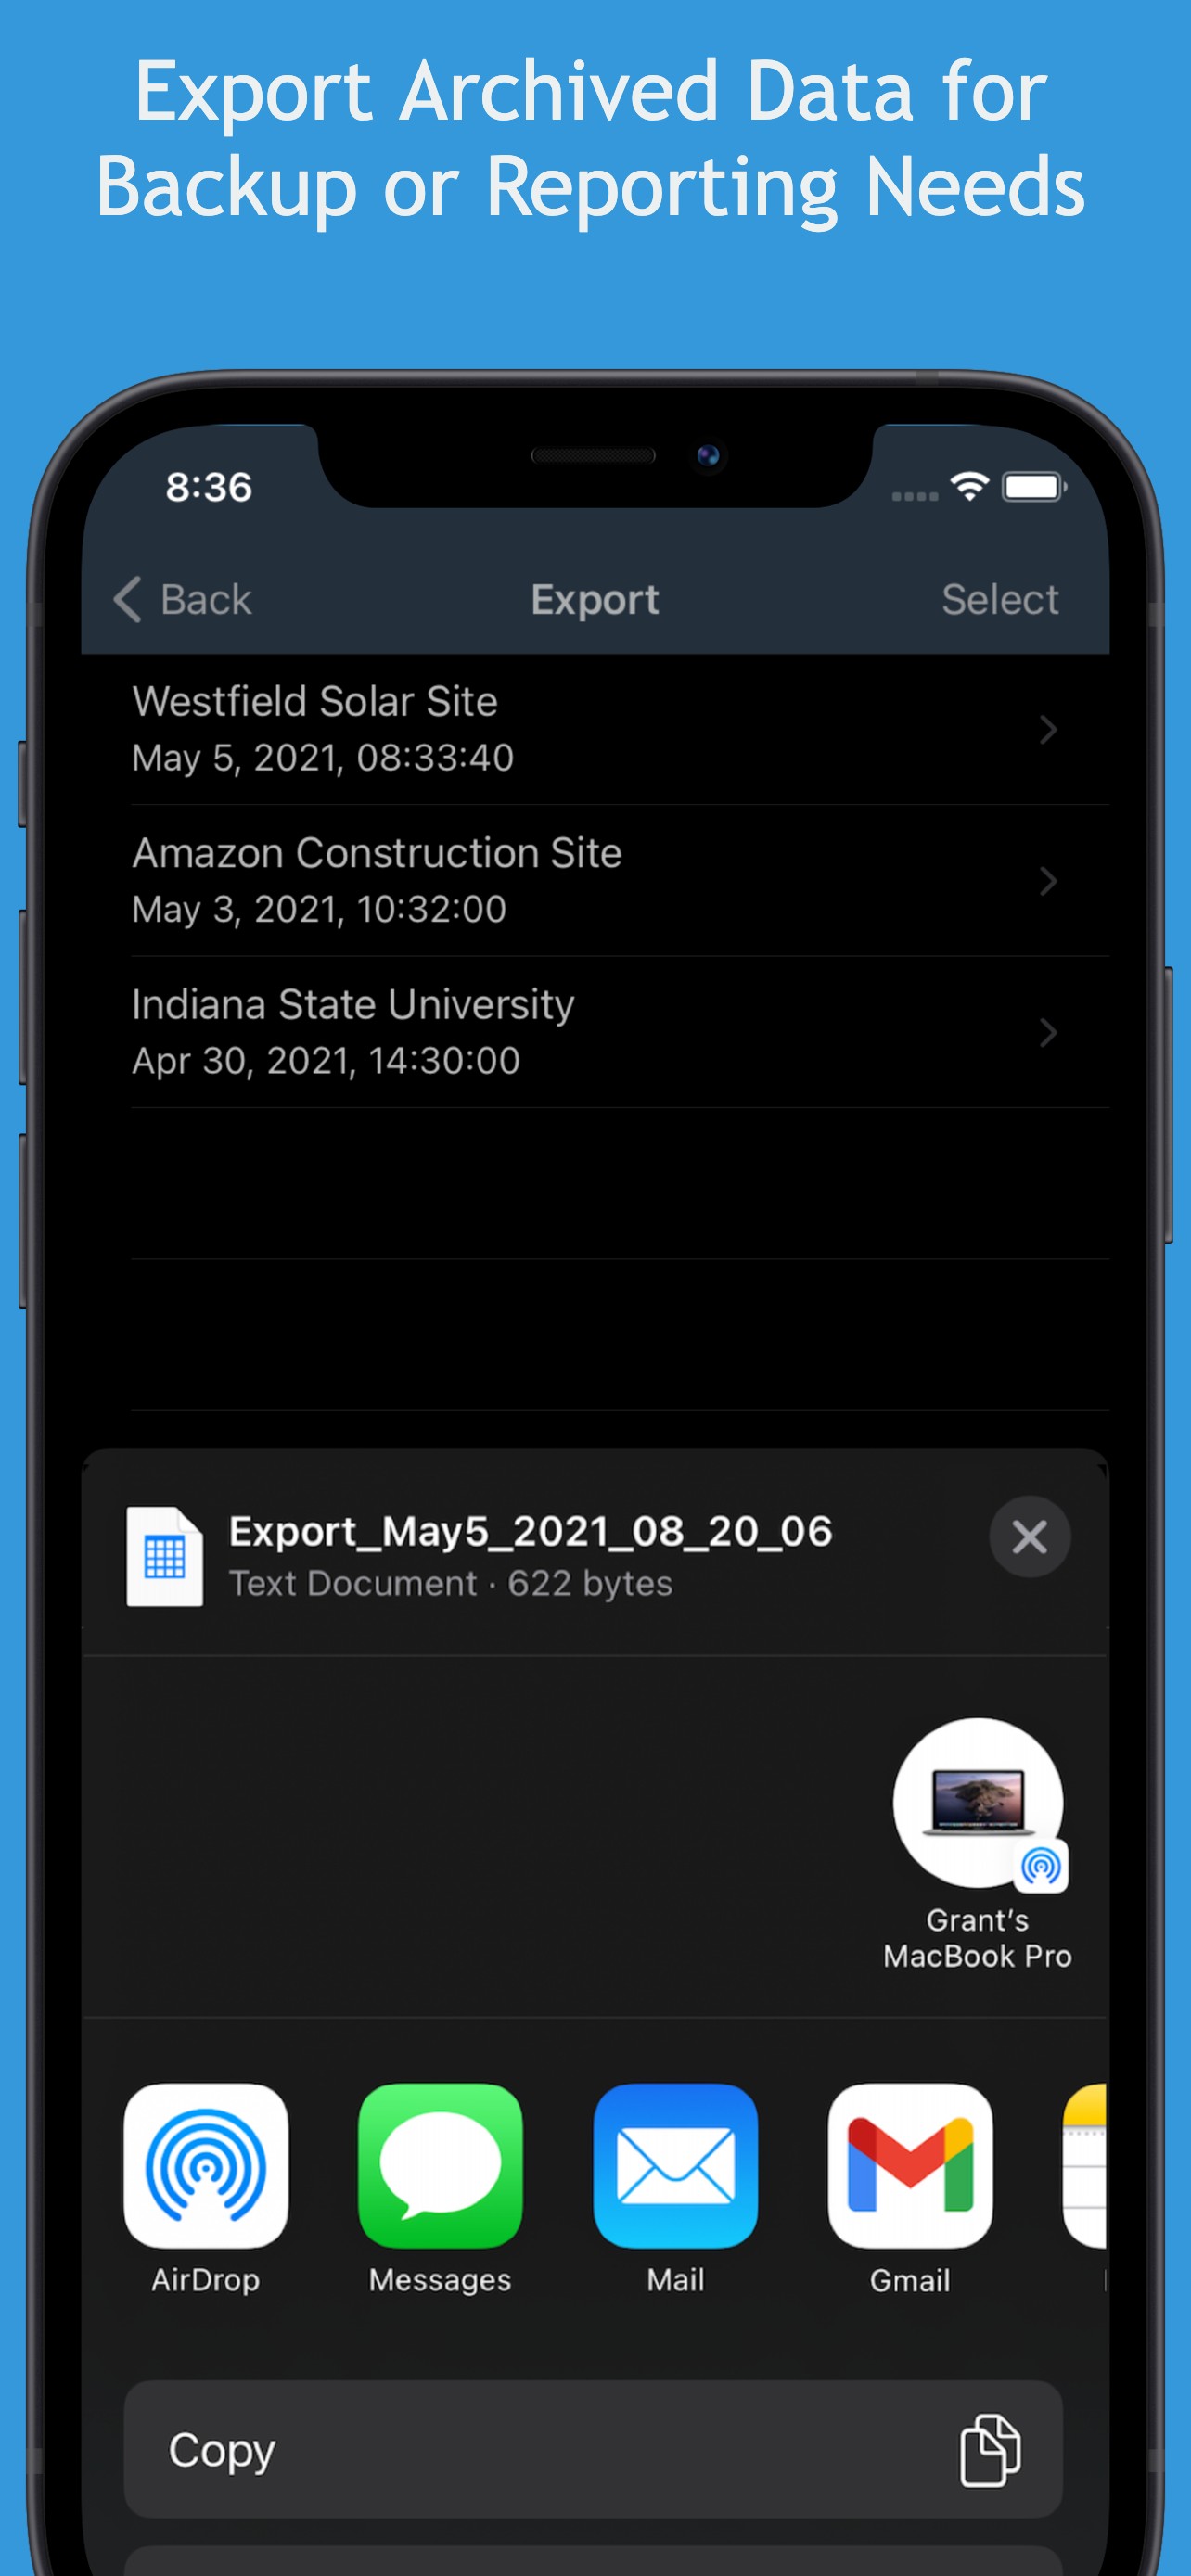 Export Archived Data for
Backup or Reporting Needs
8:36
Back
Export
Select
Westfield Solar Site
May 5, 2021, 08:33:40
Amazon Construction Site
May 3, 2021, 10:32:00
Indiana State University
Apr 30, 2021, 14:30:00
Export_May5_2021_08_20_06
Text Document · 622 bytes
Grant's
MacBook Pro
AirDrop
Messages
Mail
Gmail
Copy